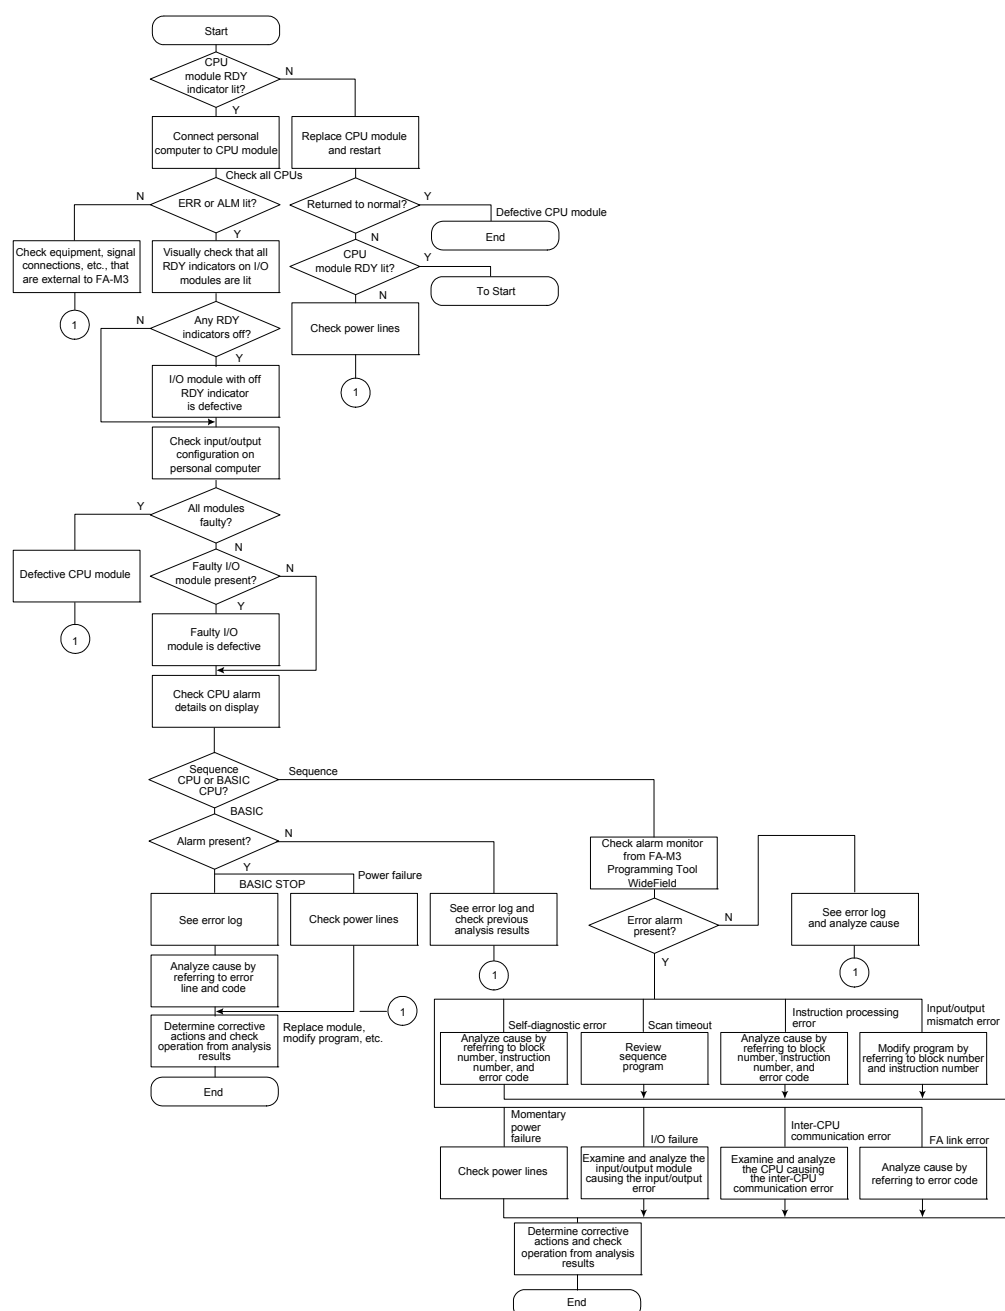 Start
CPU
module RDY
indicator lit?
N
Y
Connect personal
computer to CPU module
Replace CPU module
and restart
Check all CPUs
N
ERR or ALM lit?
Y
Returned to normal?
Y
Defective CPU module
End
N
Check equipment, signal
connections, etc., that
are external to FA-M3
1
Visually check that all
RDY indicators on I/O
modules are lit
CPU
module RDY lit?
Y
To Start
N
Check power lines
1
N
Any RDY
indicators off?
Y
I/O module with off
RDY indicator
is defective
Check input/output
configuration on
personal computer
Y
All modules
faulty?
N
Defective CPU module
1
Faulty I/O
module present?
N
Y
Faulty I/O
module is defective
Check CPU alarm
details on display
Sequence
CPU or BASIC
CPU?
Sequence
BASIC
Alarm present?
N
Y
BASIC STOP
Power failure
See error log
Check power lines
See error log and
check previous
analysis results
1
Analyze cause by
referring to error
line and code
1
Determine corrective
actions and check
operation from analysis
results
Replace module,
modify program, etc.
End
Check alarm monitor
from FA-M3
Programming Tool
WideField
Error alarm
present?
N
Y
See error log
and analyze cause
1
Self-diagnostic error
Analyze cause by
referring to block
number, instruction
number, and
error code
Scan timeout
Review
sequence
program
Instruction processing
error
Analyze cause by
referring to block
number, instruction
number, and
error code
Input/output
mismatch error
Modify program by
referring to block number
and instruction number
Momentary
power
failure
Check power lines
I/O failure
Examine and analyze the
input/output module
causing the input/output
error
Inter-CPU
communication error
Examine and analyze
the CPU causing
the inter-CPU
communication error
FA link error
Analyze cause by
referring to error code
Determine corrective
actions and check
operation from analysis
results
End